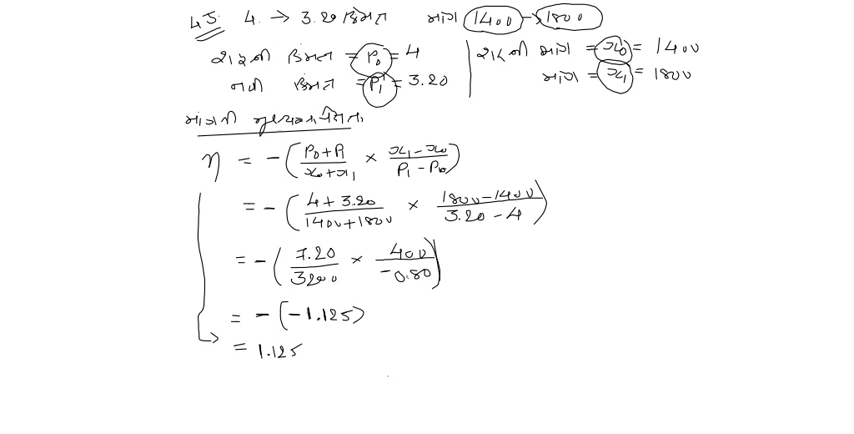 45. 4. → 3.20 કિંમત માંગ 1400 → 1800
શરૂની કિંમત = P₀ = 4 શરૂની માંગ = x₀ = 1400
નવી કિંમત = P₁ = 3.20 માંગ = x₁ = 1800
માંગની મૂલ્યસાપેક્ષતા
η = -(P₀+P₁/x₀+x₁ × x₁-x₀/P₁-P₀)
= -(4+3.20/1400+1800 × 1800-1400/3.20-4)
= -(7.20/3200 × 400/-0.80)
= -(-1.125)
= 1.125